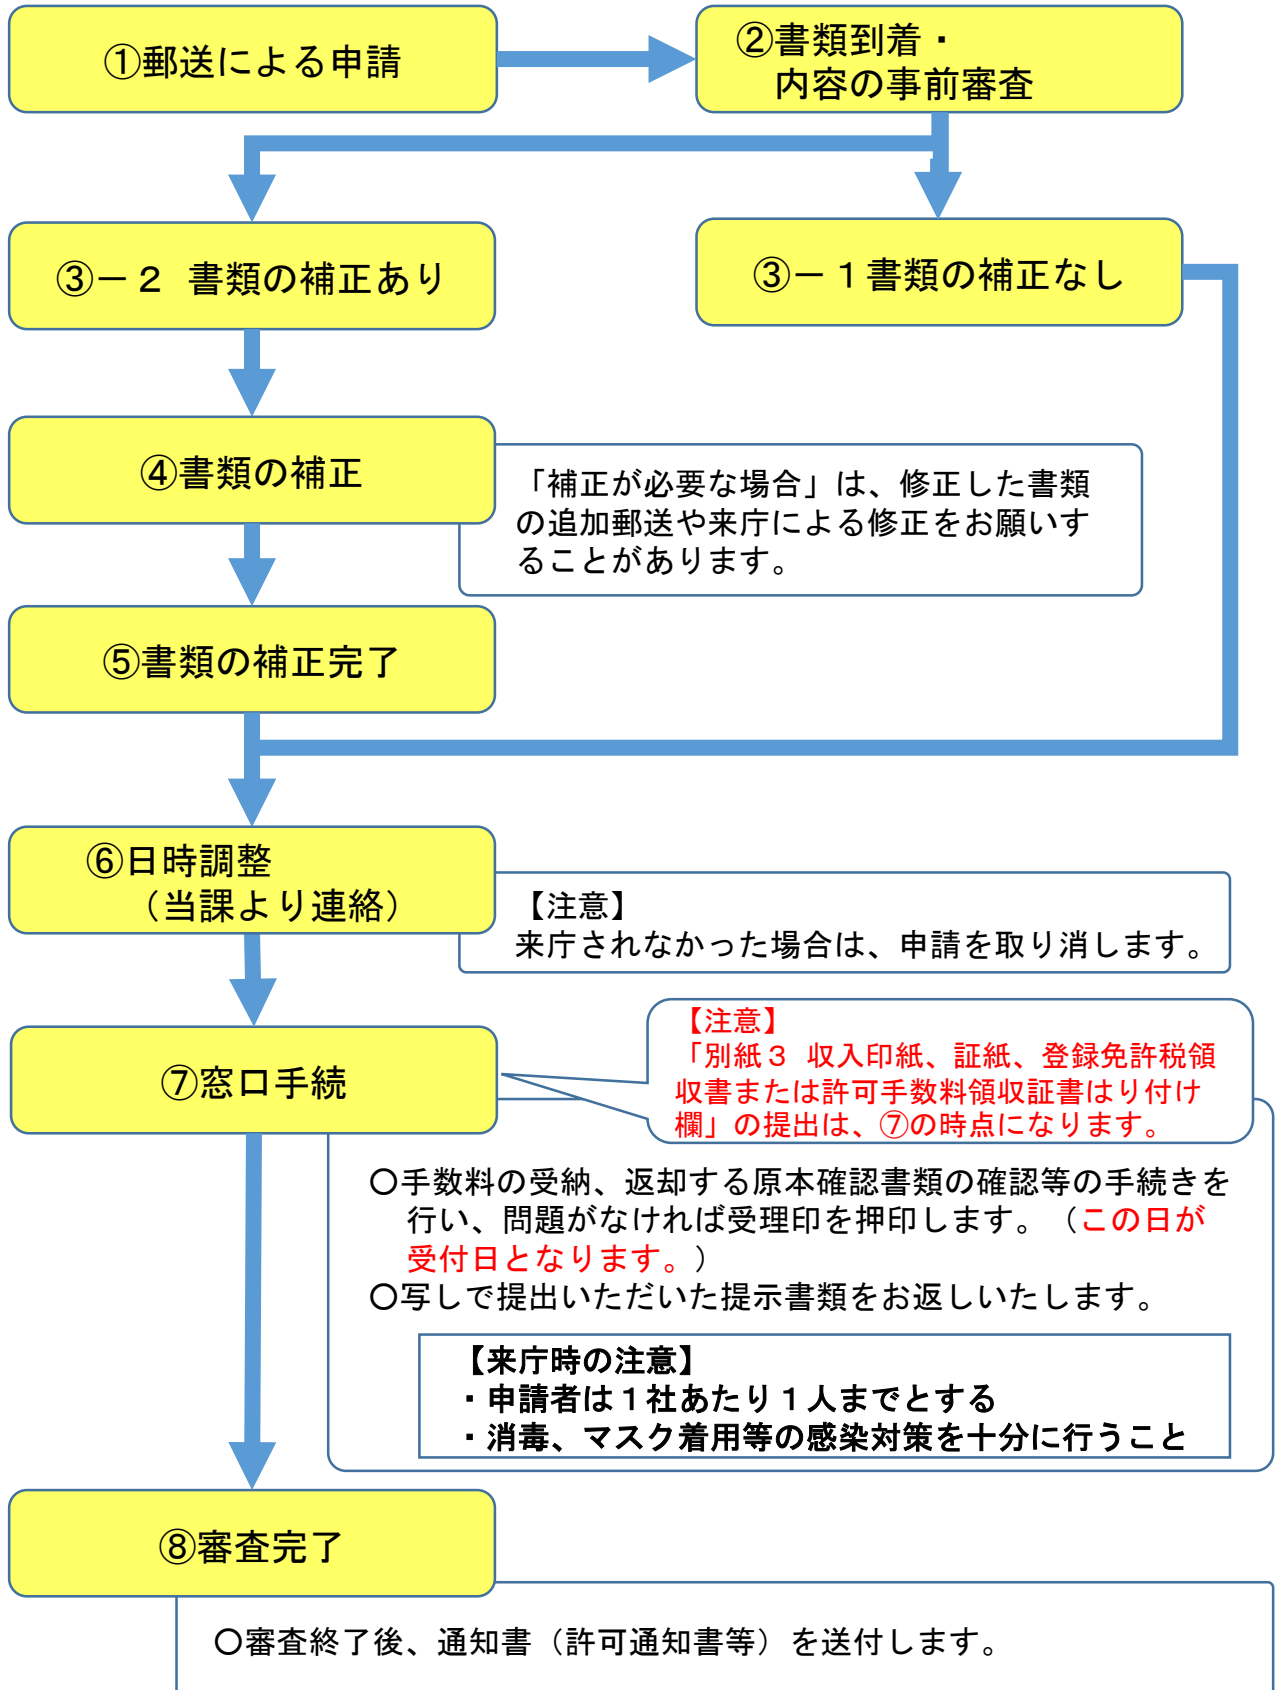 ①郵送による申請
②書類到着・
内容の事前審査
③－２ 書類の補正あり
③－１書類の補正なし
④書類の補正
「補正が必要な場合」は、修正した書類
の追加郵送や来庁による修正をお願いす
ることがあります。
⑤書類の補正完了
⑥日時調整
（当課より連絡）
【注意】
来庁されなかった場合は、申請を取り消します。
⑦窓口手続
【注意】
「別紙３ 収入印紙、証紙、登録免許税領
収書または許可手数料領収証書はり付け
欄」の提出は、⑦の時点になります。
〇手数料の受納、返却する原本確認書類の確認等の手続きを
行い、問題がなければ受理印を押印します。（この日が
受付日となります。）
〇写しで提出いただいた提示書類をお返しいたします。
【来庁時の注意】
・申請者は１社あたり１人までとする
・消毒、マスク着用等の感染対策を十分に行うこと
⑧審査完了
〇審査終了後、通知書（許可通知書等）を送付します。